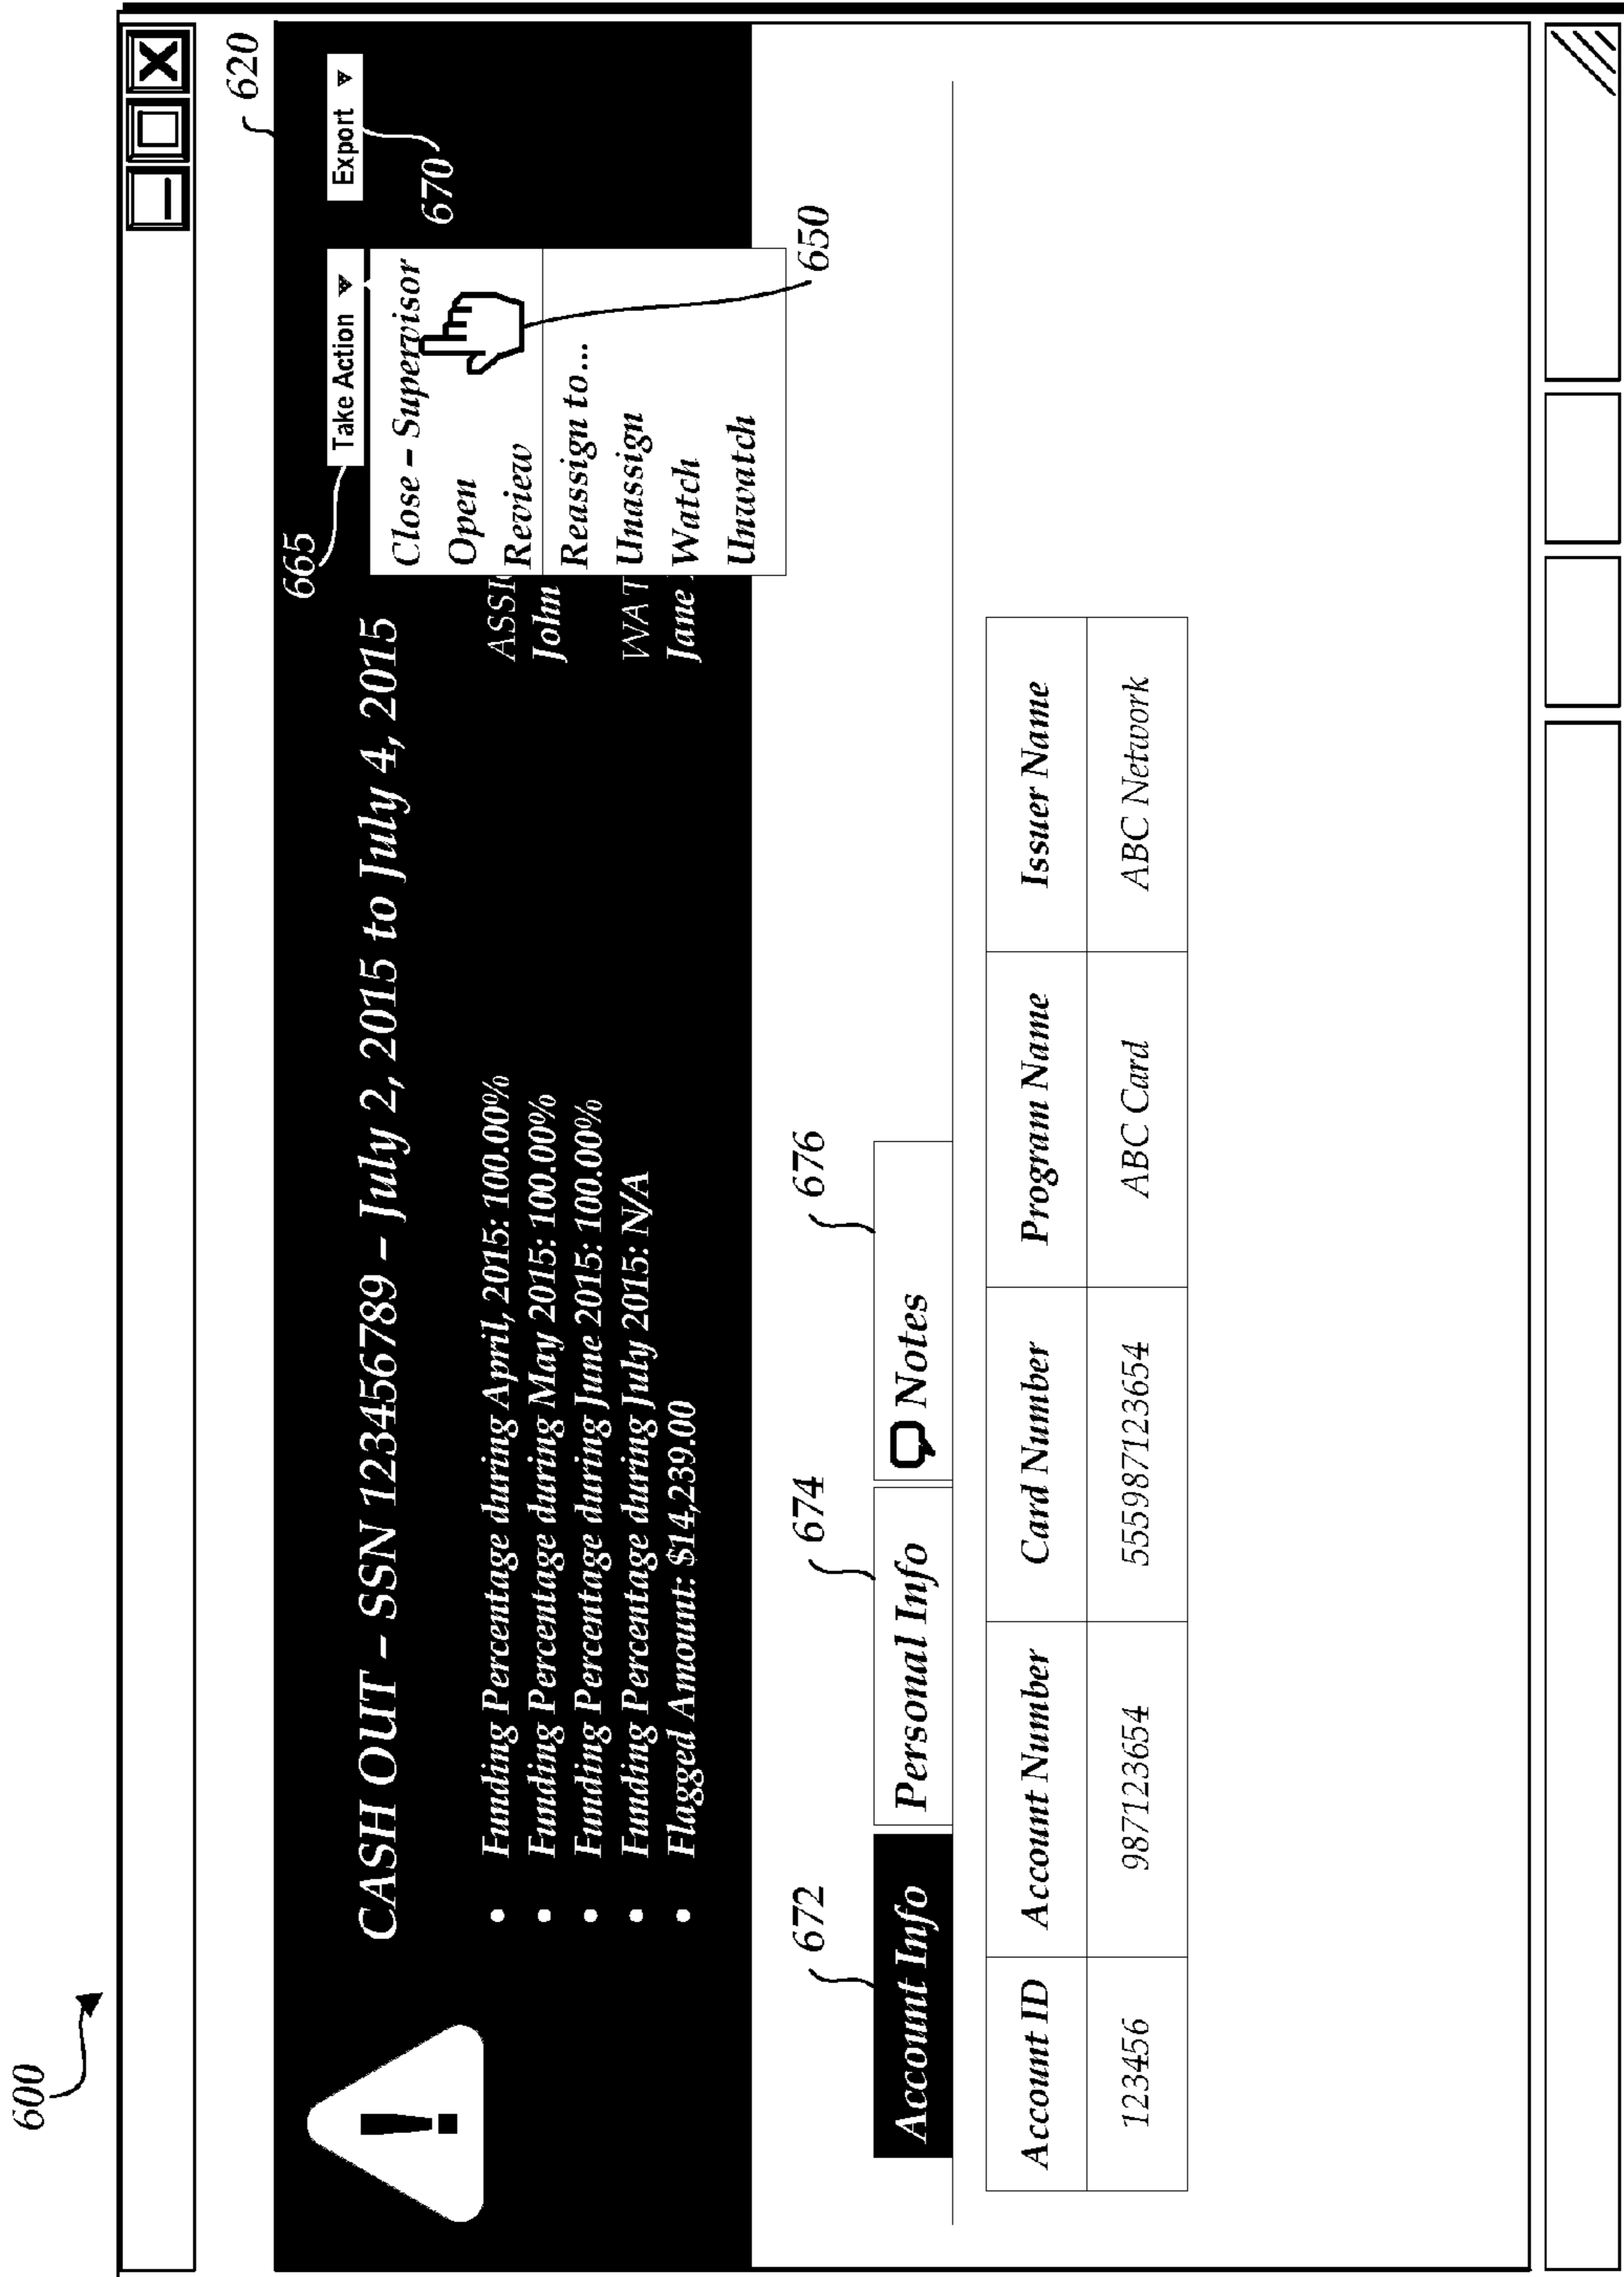 600
620
665
Take Action
Export
670
CASH OUT – SSN 123456789 – July 2, 2015 to July 4, 2015
Close – Supervisor
Open
Review
Reassign to...
Unassign
Watch
Unwatch
650
Funding Percentage during April, 2015: 100.00%
Funding Percentage during May 2015: 100.00%
Funding Percentage during June 2015: 100.00%
Funding Percentage during July 2015: N/A
Flagged Amount: $14,239.00
John
WAT
Jane
672
674
676
Account Info
Personal Info
Notes
Account ID Account Number Card Number Program Name Issuer Name
123456 987123654 555987123654 ABC Card ABC Network